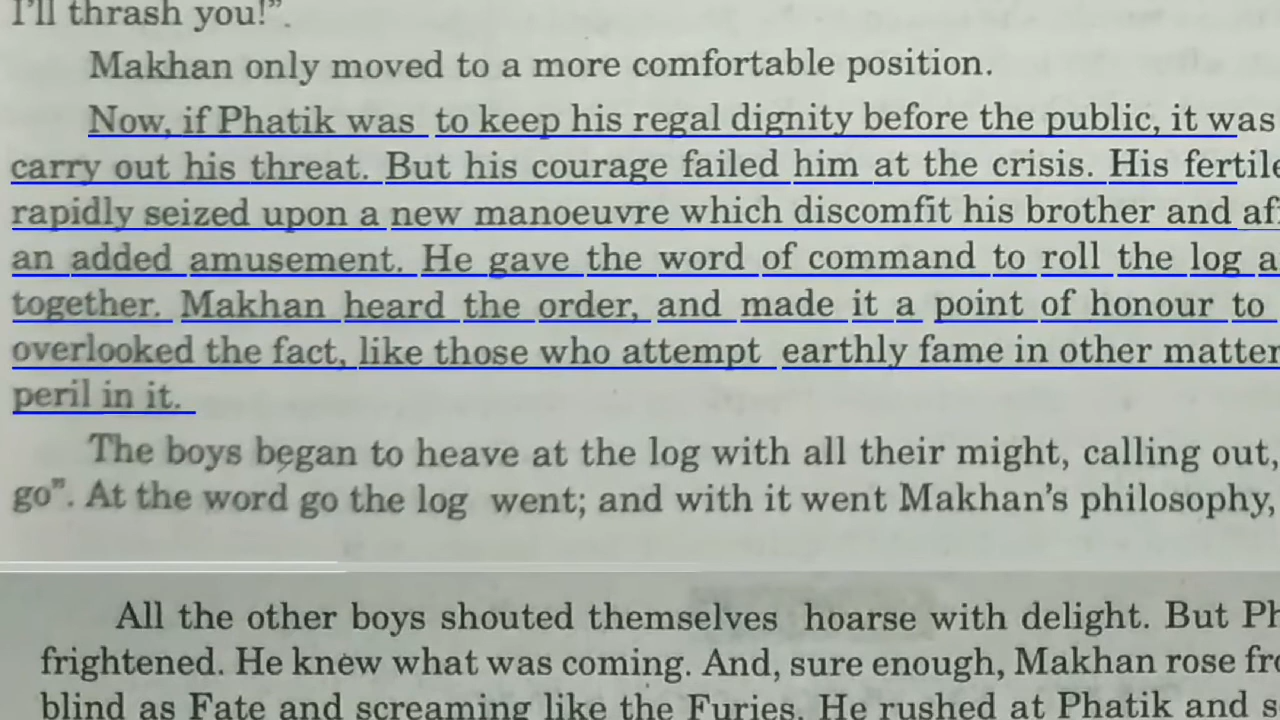 I'll thrash you!".
Makhan only moved to a more comfortable position.
Now, if Phatik was to keep his regal dignity before the public, it was
carry out his threat. But his courage failed him at the crisis. His fertile
rapidly seized upon a new manoeuvre which discomfit his brother and
an added amusement. He gave the word of command to roll the log a
together. Makhan heard the order, and made it a point of honour to
overlooked the fact, like those who attempt earthly fame in other matter
peril in it.
The boys began to heave at the log with all their might, calling out,
go". At the word go the log went; and with it went Makhan's philosophy,
All the other boys shouted themselves hoarse with delight. But
frightened. He knew what was coming. And, sure enough, Makhan rose
blind as Fate and screaming like the Furies. He rushed at Phatik and